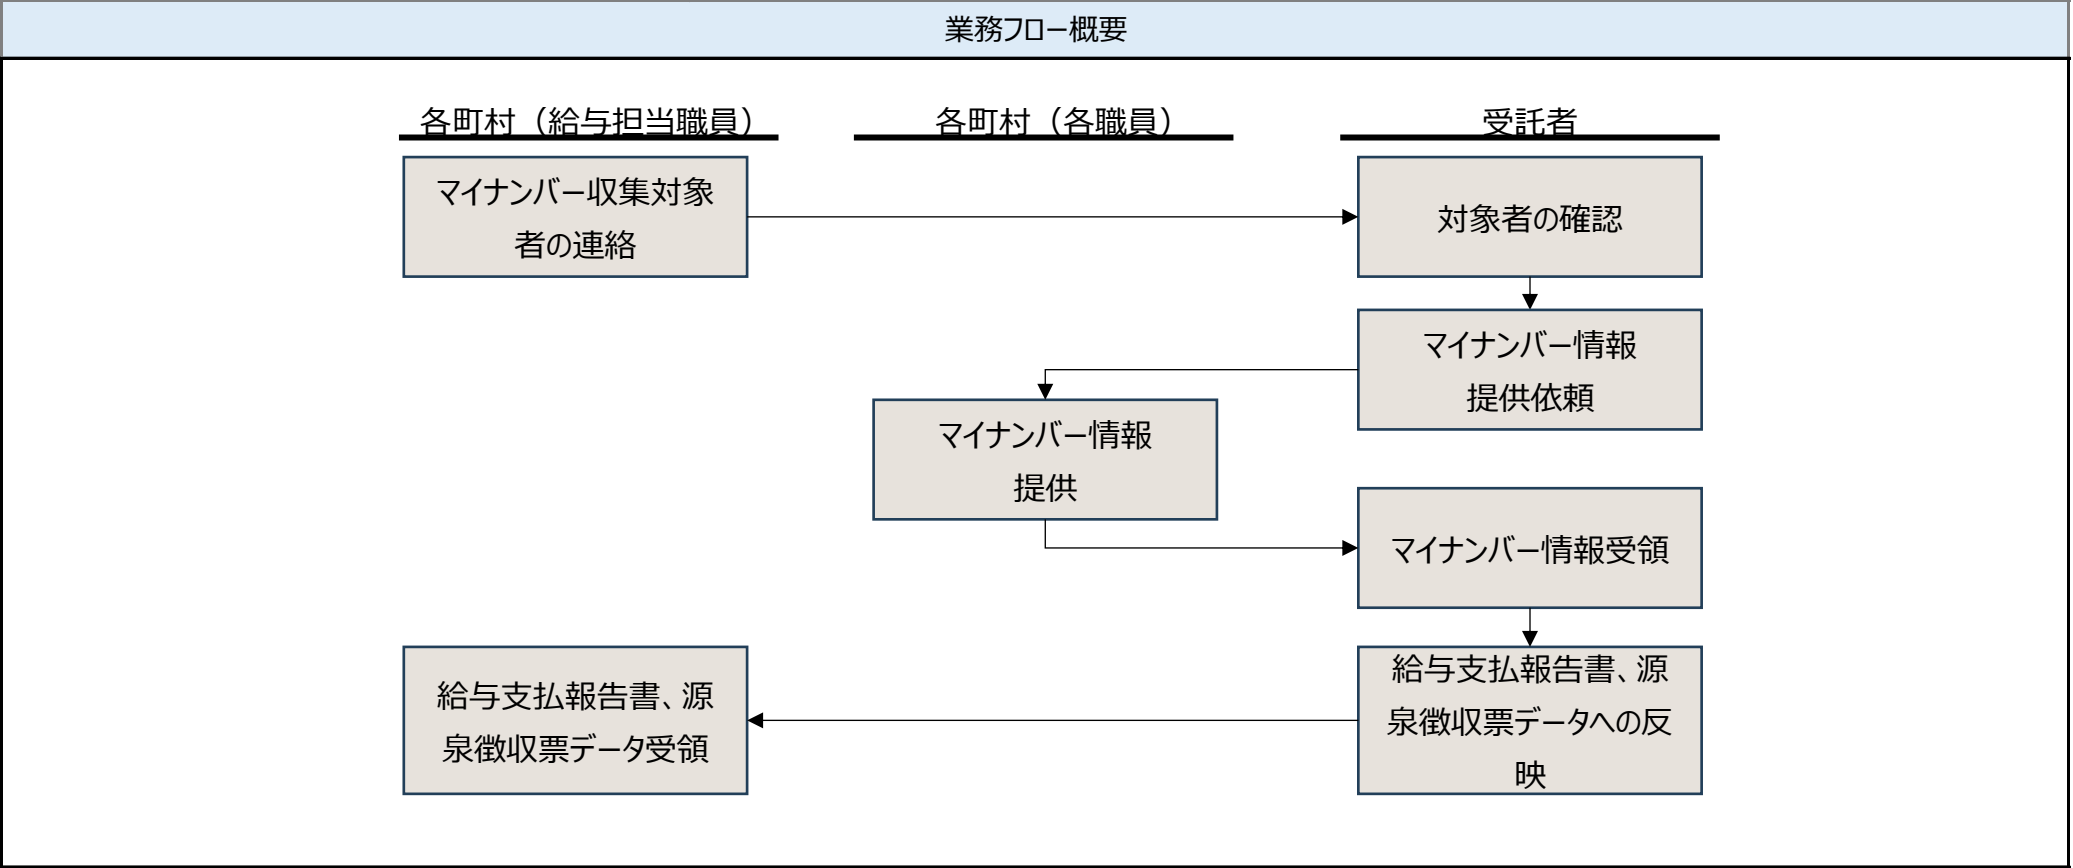 業務フロー概要
各町村（給与担当職員）
各町村（各職員）
受託者
マイナンバー収集対象
者の連絡
対象者の確認
マイナンバー情報
提供依頼
マイナンバー情報
提供
マイナンバー情報受領
給与支払報告書、源
泉徴収票データへの反
映
給与支払報告書、源
泉徴収票データ受領